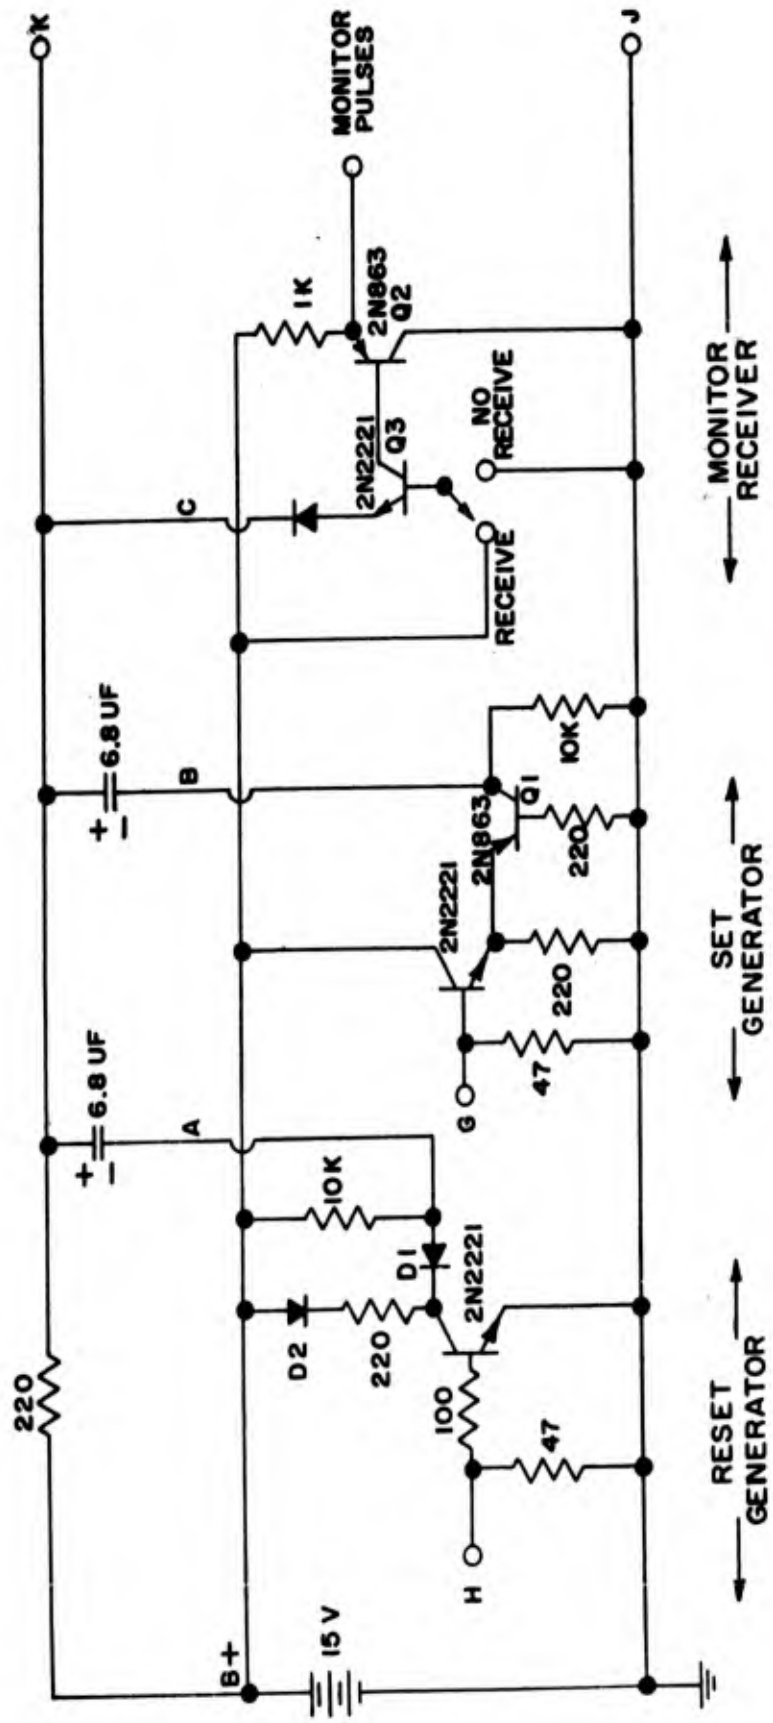 220
B+
15 V
H
100
47
D2
220
D1
2N2221
10K
A
+
6.8 UF
-
G
47
2N2221
220
2N863
Q1
220
10K
B
+
6.8 UF
-
C
2N2221
Q3
RECEIVE
NO
RECEIVE
1K
2N863
Q2
MONITOR
PULSES
K
J
RESET
GENERATOR
SET
GENERATOR
MONITOR
RECEIVER